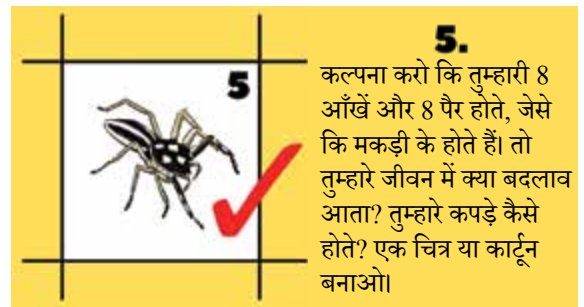 5
5.
कल्पना करो कि तुम्हारी 8
आँखें और 8 पैर होते, जेसे
कि मकड़ी के होते हैं। तो
तुम्हारे जीवन में क्या बदलाव
आता? तुम्हारे कपड़े कैसे
होते? एक चित्र या कार्टून
बनाओ।